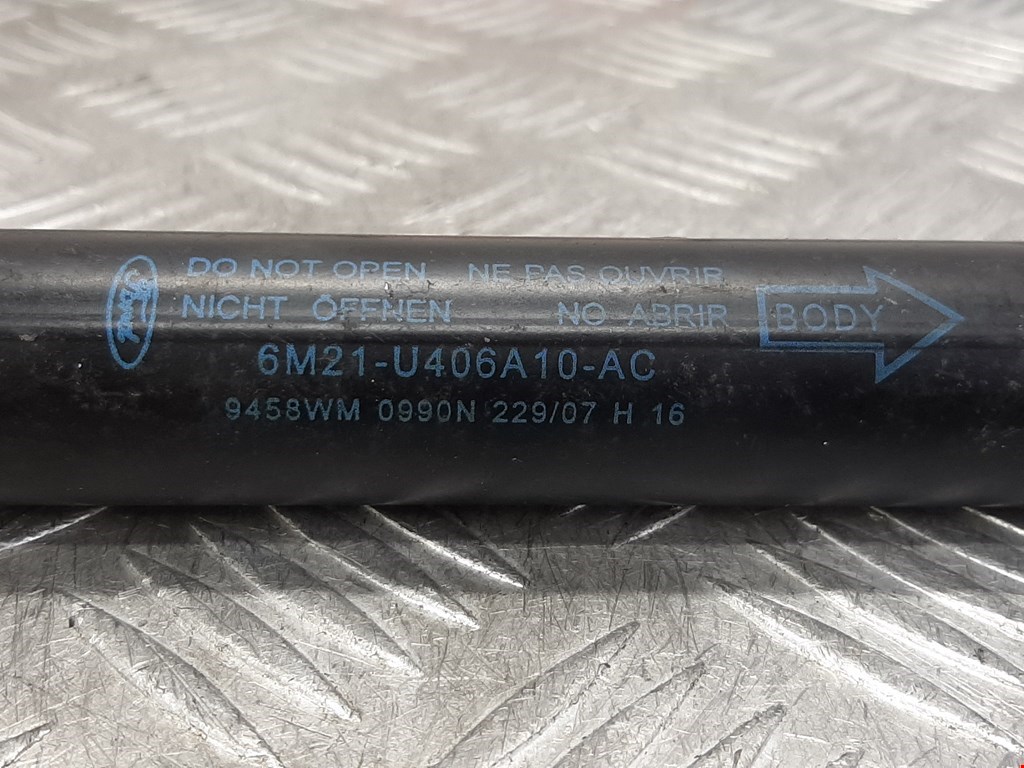 Ford
DO NOT OPEN NE PAS OUVRIR
NICHT ÖFFNEN NO ABRIR
BODY
6M21-U406A10-AC
9458WM 0990N 229/07 H 16